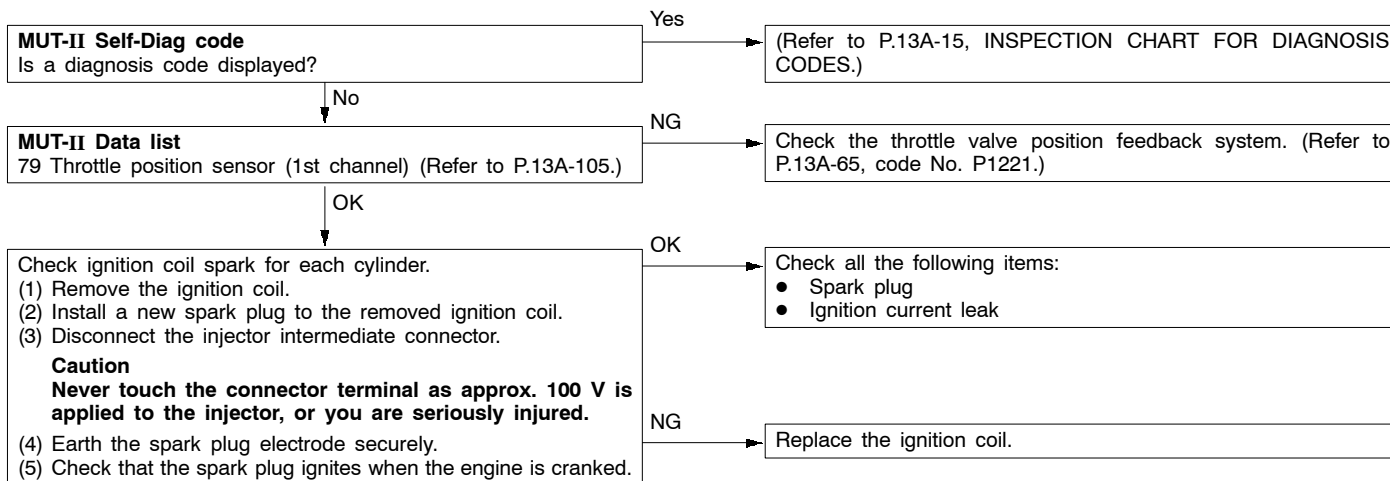 Yes
MUT-II Self-Diag code
Is a diagnosis code displayed?
(Refer to P.13A-15, INSPECTION CHART FOR DIAGNOSIS
CODES.)
No
NG
MUT-II Data list
79 Throttle position sensor (1st channel) (Refer to P.13A-105.)
Check the throttle valve position feedback system. (Refer to
P.13A-65, code No. P1221.)
OK
OK
Check ignition coil spark for each cylinder.
(1) Remove the ignition coil.
(2) Install a new spark plug to the removed ignition coil.
(3) Disconnect the injector intermediate connector.
Caution
Never touch the connector terminal as approx. 100 V is
applied to the injector, or you are seriously injured.
(4) Earth the spark plug electrode securely.
(5) Check that the spark plug ignites when the engine is cranked.
Check all the following items:
● Spark plug
● Ignition current leak
NG
Replace the ignition coil.